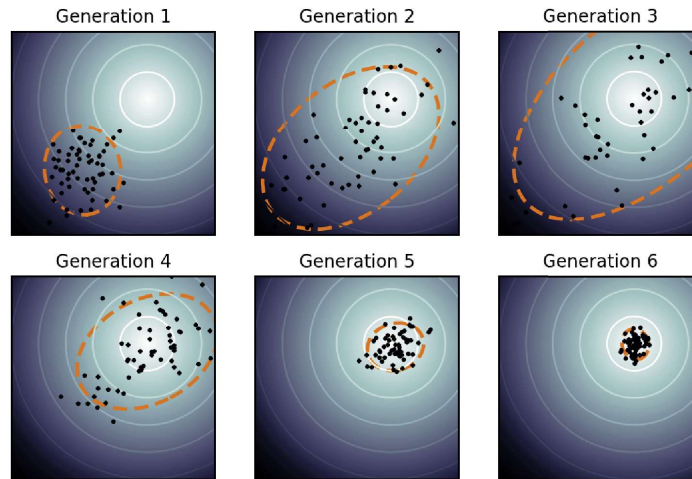 Generation 1
Generation 2
Generation 3
Generation 4
Generation 5
Generation 6